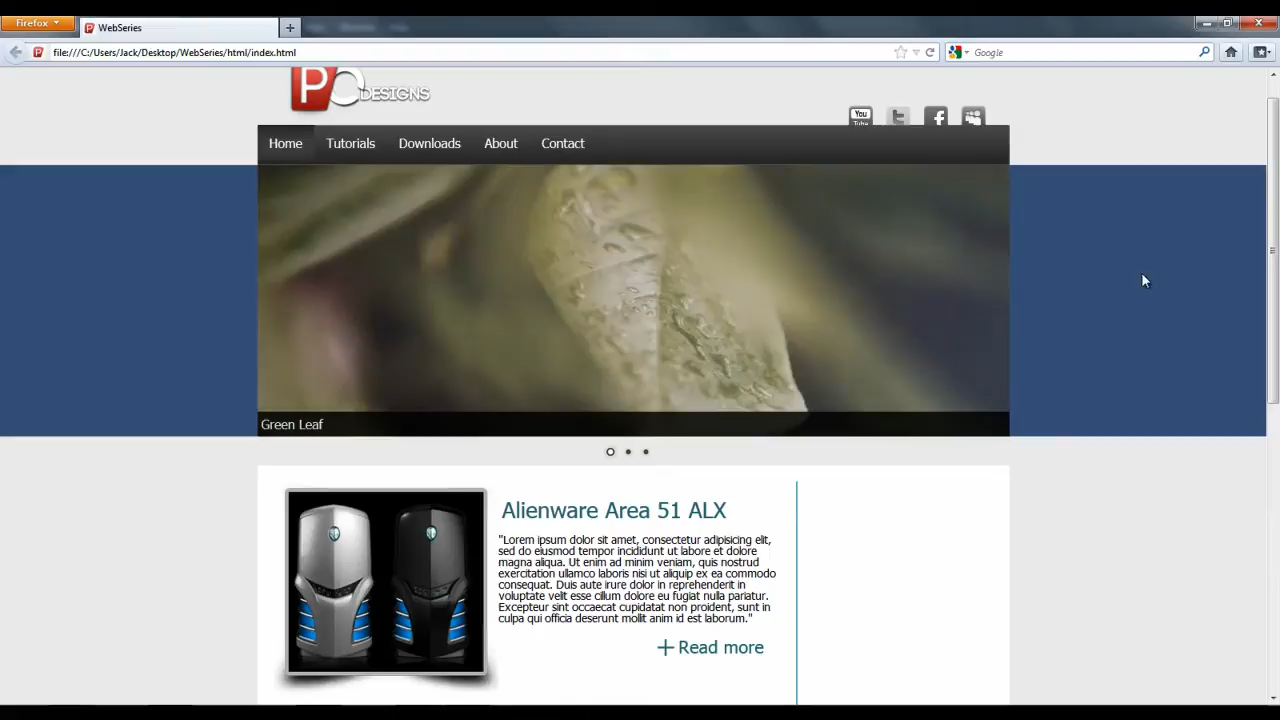 Firefox
WebSeries
file:///C:/Users/Jack/Desktop/WebSeries/html/index.html
Google
PC DESIGNS
You
Tube
Home
Tutorials
Downloads
About
Contact
Green Leaf
Alienware Area 51 ALX
"Lorem ipsum dolor sit amet, consectetur adipisicing elit,
sed do eiusmod tempor incididunt ut labore et dolore
magna aliqua. Ut enim ad minim veniam, quis nostrud
exercitation ullamco laboris nisi ut aliquip ex ea commodo
consequat. Duis aute irure dolor in reprehenderit in
voluptate velit esse cillum dolore eu fugiat nulla pariatur.
Excepteur sint occaecat cupidatat non proident, sunt in
culpa qui officia deserunt mollit anim id est laborum."
Read more